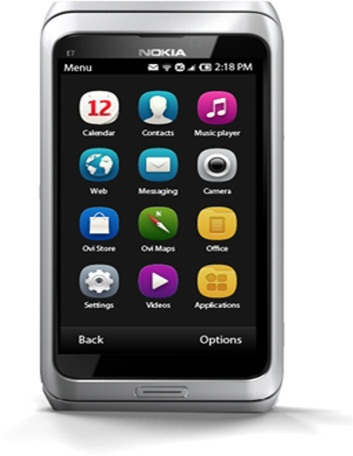 E7 NOKIA
Menu 2:18 PM
12
Calendar Contacts Music player
Web Messaging Camera
Ovi Store Ovi Maps Office
Settings Videos Applications
Back Options